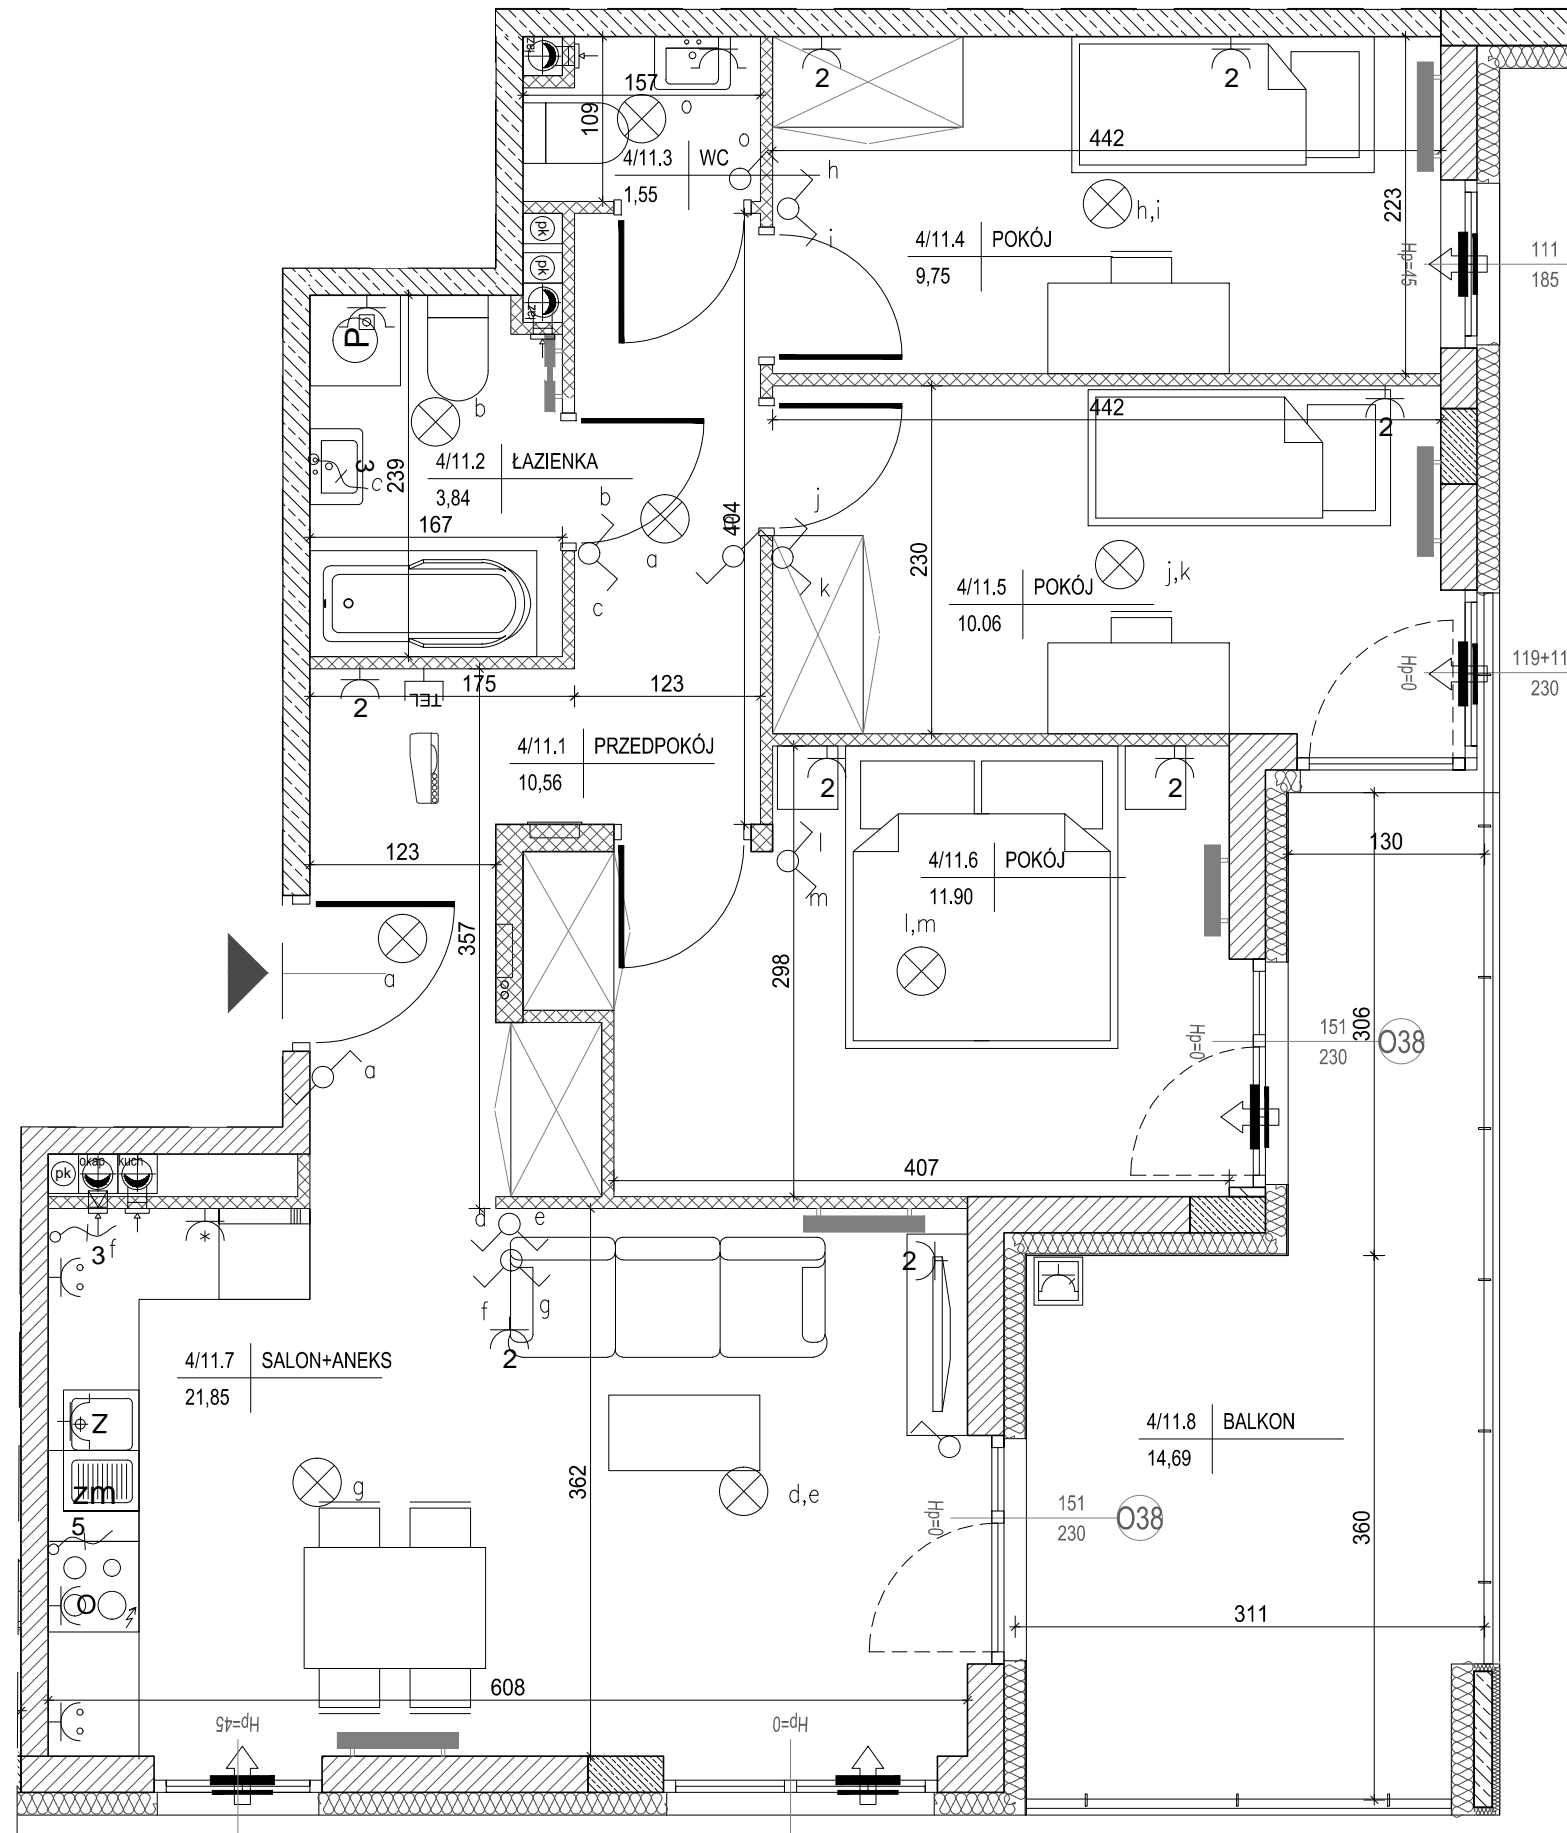 zel
2
2
157
109
4/11.3 WC
1,55
442
h
h,i
i
223
pk
4/11.4 POKÓJ
9,75
Hp=45
111
185
pk
zel
P
b
442
2
3
239
c
4/11.2 ŁAZIENKA
3,84
b
j
167
404
a
a
230
k
j,k
c
4/11.5 POKÓJ
10.06
Hp=0
119+11
230
175
123
2
TEL
4/11.1 PRZEDPOKÓJ
10,56
2
2
123
l
130
4/11.6 POKÓJ
11.90
m
l,m
357
a
298
306
151
230
O38
Hp=0
a
pk
okap
kuch
407
d
e
3
f
*
2
f
g
2
4/11.7 SALON+ANEKS
21,85
4/11.8 BALKON
14,69
z
zm
5
g
362
d,e
Hp=0
151
230
O38
360
o
311
608
Hp=45
Hp=0